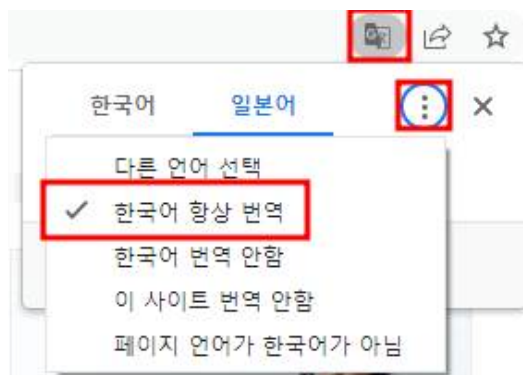 한국어 일본어
다른 언어 선택
한국어 항상 번역
한국어 번역 안함
이 사이트 번역 안함
페이지 언어가 한국어가 아님